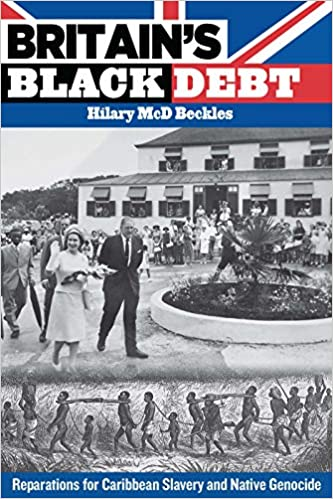 BRITAIN'S
BLACK DEBT
Hilary McD Beckles
Reparations for Caribbean Slavery and Native Genocide